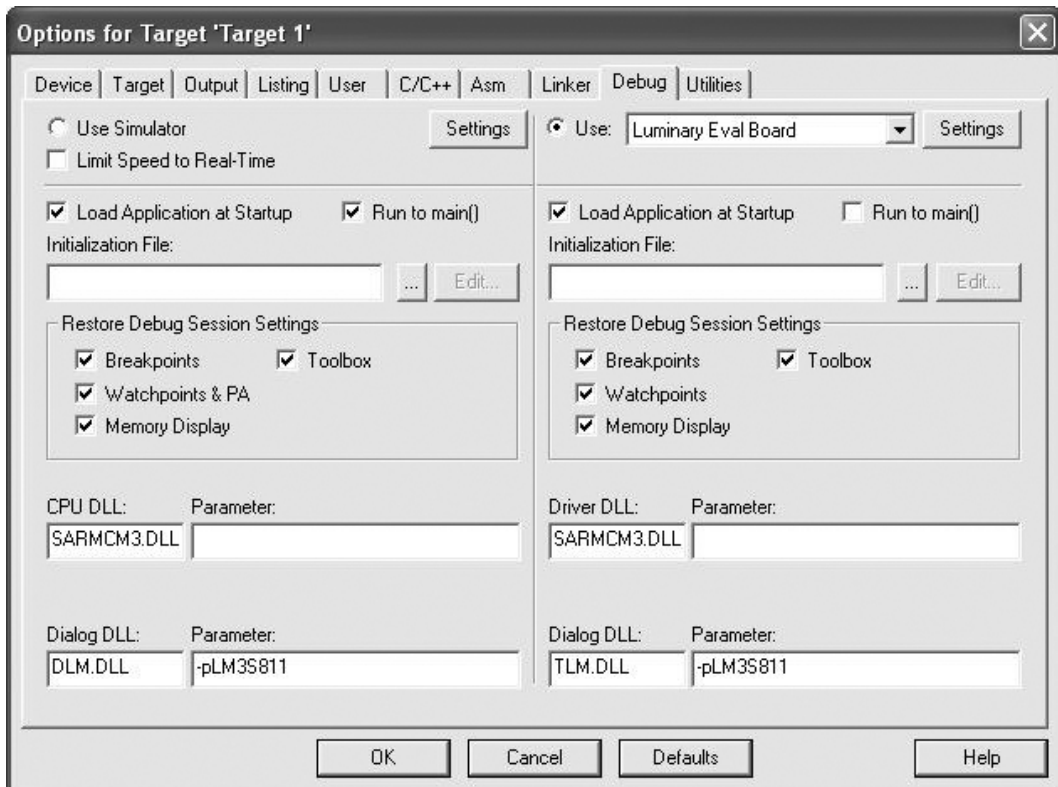 Options for Target 'Target 1'
Device Target Output Listing User C/C++ Asm Linker Debug Utilities
Use Simulator Settings
Limit Speed to Real-Time
Use: Luminary Eval Board Settings
Load Application at Startup Run to main()
Initialization File:
... Edit...
Restore Debug Session Settings
Breakpoints Toolbox
Watchpoints & PA
Memory Display
CPU DLL: Parameter:
SARMCM3.DLL
Dialog DLL: Parameter:
DLM.DLL -pLM3S811
Load Application at Startup Run to main()
Initialization File:
... Edit...
Restore Debug Session Settings
Breakpoints Toolbox
Watchpoints
Memory Display
Driver DLL: Parameter:
SARMCM3.DLL
Dialog DLL: Parameter:
TLM.DLL -pLM3S811
OK Cancel Defaults Help